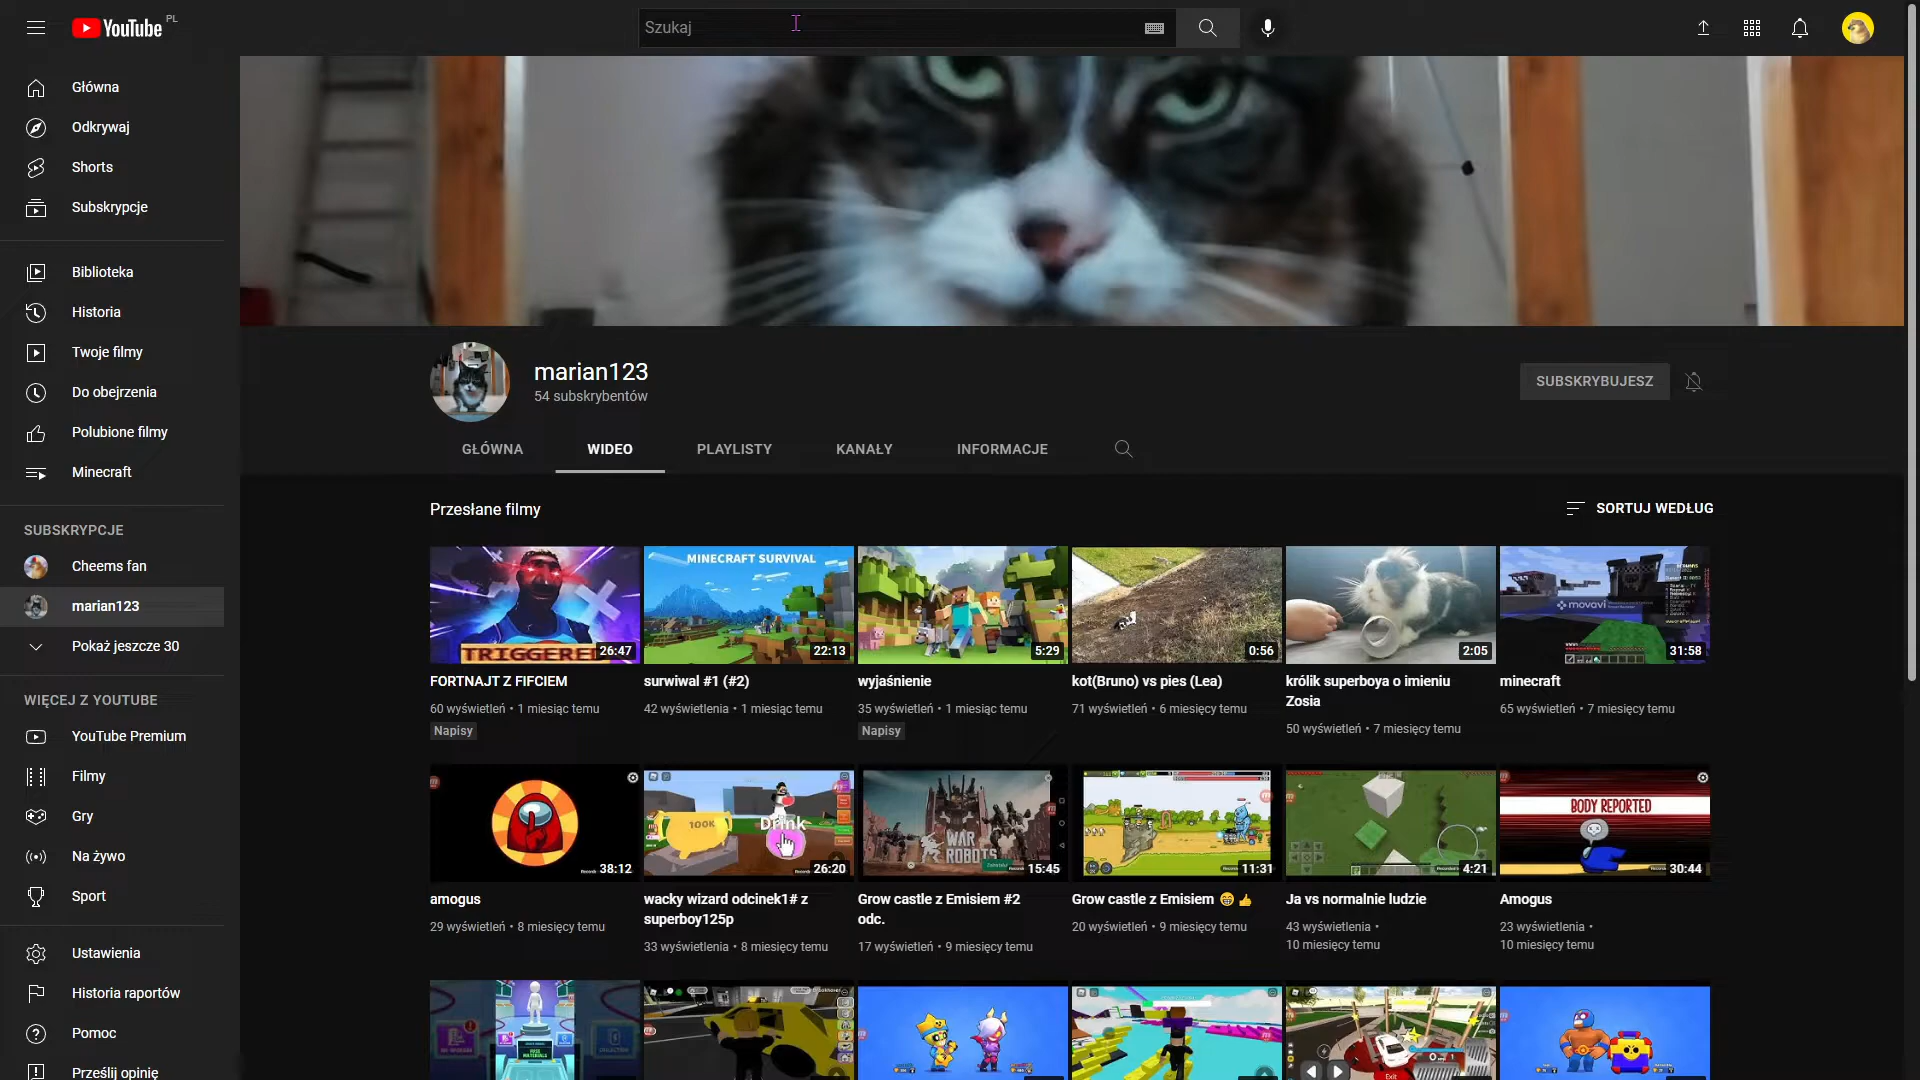 YouTube PL
Szukaj
Główna
Odkrywaj
Shorts
Subskrypcje
Biblioteka
Historia
Twoje filmy
Do obejrzenia
Polubione filmy
Minecraft
SUBSKRYPCJE
Cheems fan
marian123
Pokaż jeszcze 30
WIĘCEJ Z YOUTUBE
YouTube Premium
Filmy
Gry
Na żywo
Sport
Ustawienia
Historia raportów
Pomoc
Prześlij opinię
marian123
54 subskrybentów
SUBSKRYBUJESZ
GŁÓWNA
WIDEO
PLAYLISTY
KANAŁY
INFORMACJE
Przesłane filmy
SORTUJ WEDŁUG
TRIGGERED
26:47
FORTNAJT Z FIFCIEM
60 wyświetleń • 1 miesiąc temu
Napisy
MINECRAFT SURVIVAL
22:13
surwiwal #1 (#2)
42 wyświetlenia • 1 miesiąc temu
5:29
wyjaśnienie
35 wyświetleń • 1 miesiąc temu
Napisy
0:56
kot(Bruno) vs pies (Lea)
71 wyświetleń • 6 miesięcy temu
2:05
królik superboya o imieniu
Zosia
50 wyświetleń • 7 miesięcy temu
movavi
31:58
minecraft
65 wyświetleń • 7 miesięcy temu
38:12
amogus
29 wyświetleń • 8 miesięcy temu
100K
Drink
26:20
wacky wizard odcinek1# z
superboy125p
33 wyświetlenia • 8 miesięcy temu
WAR
ROBOTS
15:45
Grow castle z Emisiem #2
odc.
17 wyświetleń • 9 miesięcy temu
11:31
Grow castle z Emisiem 😁👍
20 wyświetleń • 9 miesięcy temu
4:21
Ja vs normalnie ludzie
43 wyświetlenia •
10 miesięcy temu
BODY REPORTED
30:44
Amogus
23 wyświetlenia •
10 miesięcy temu
Exit